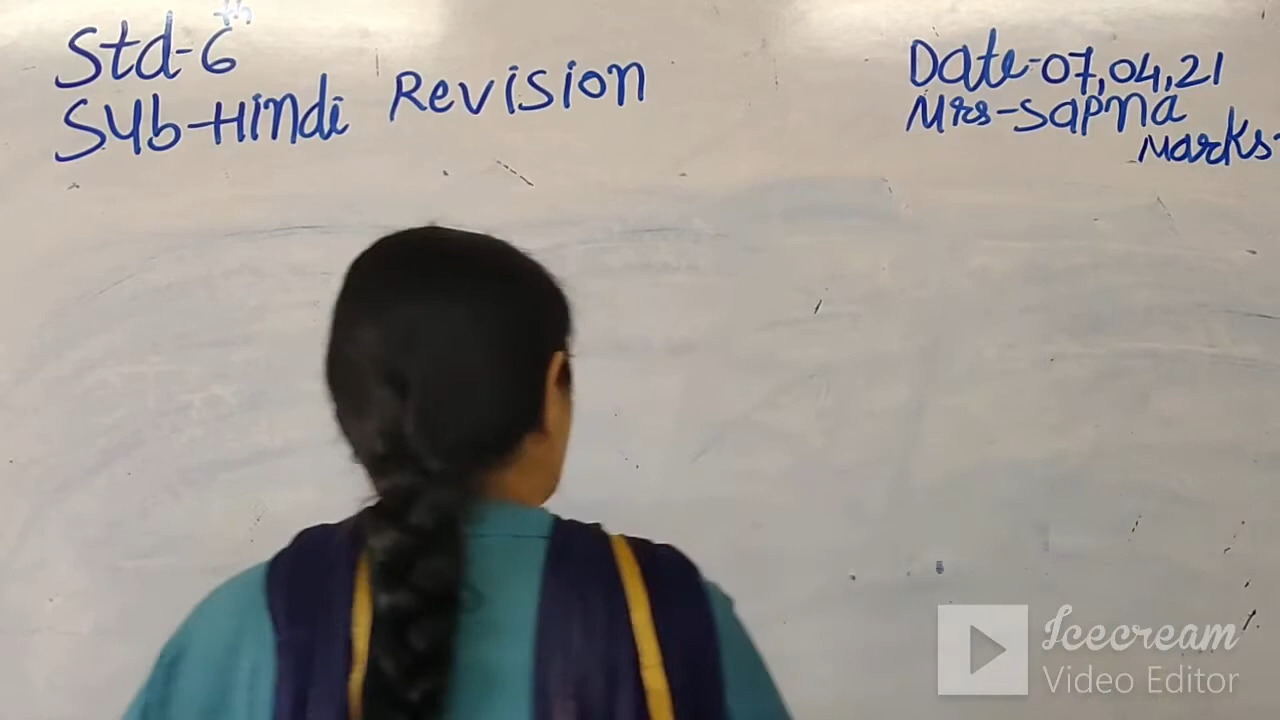 Std-6th
Sub-Hindi Revision
Date-07,04,21
Mrs-Sapna
Marks-
Icecream
Video Editor